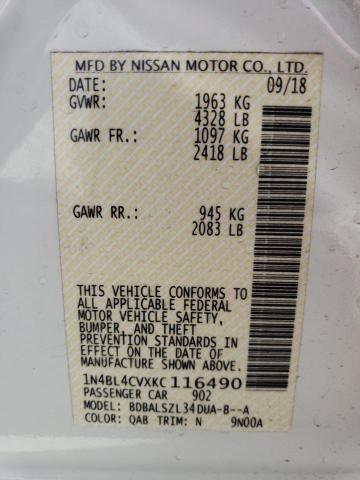 MFD BY NISSAN MOTOR CO., LTD.
DATE: 09/18
GVWR: 1963 KG
4328 LB
GAWR FR.: 1097 KG
2418 LB
GAWR RR.: 945 KG
2083 LB
THIS VEHICLE CONFORMS TO
ALL APPLICABLE FEDERAL
MOTOR VEHICLE SAFETY,
BUMPER, AND THEFT
PREVENTION STANDARDS
IN EFFECT ON THE DATE OF
MANUFACTURE SHOWN ABOVE.
1N4BL4CVXKC 116490
PASSENGER CAR 902
MODEL: BDBALSZL34DUA-B--A
COLOR: QAB TRIM: N 9N00A